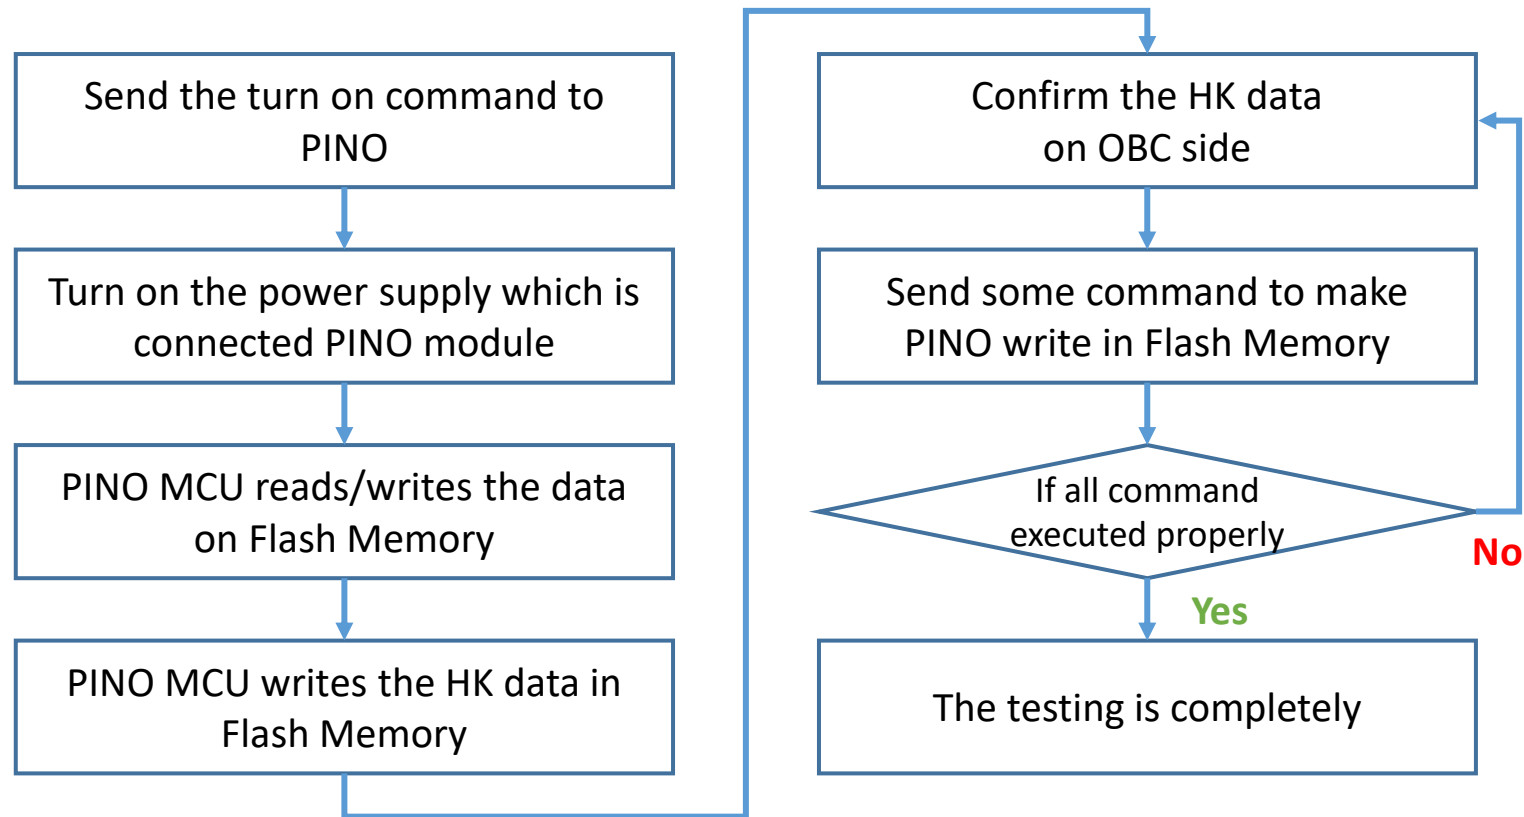 Send the turn on command to
PINO
Turn on the power supply which is
connected PINO module
PINO MCU reads/writes the data
on Flash Memory
PINO MCU writes the HK data in
Flash Memory
Confirm the HK data
on OBC side
Send some command to make
PINO write in Flash Memory
If all command
executed properly
No
Yes
The testing is completely